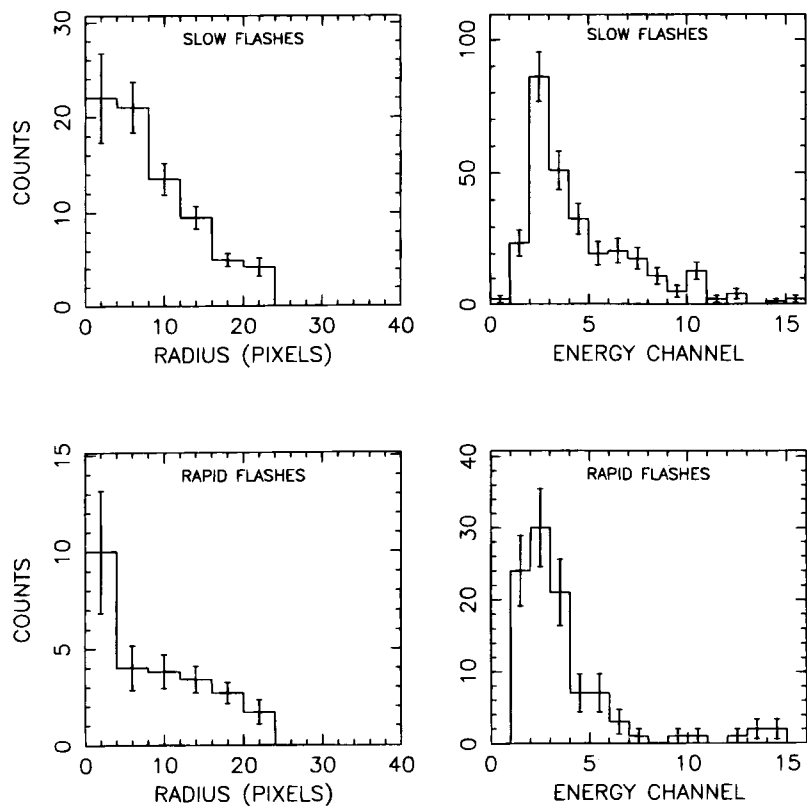 SLOW FLASHES
COUNTS
0 10 20 30
0 10 20 30 40
RADIUS (PIXELS)
SLOW FLASHES
0 50 100
0 5 10 15
ENERGY CHANNEL
RAPID FLASHES
COUNTS
0 5 10 15
0 10 20 30 40
RADIUS (PIXELS)
RAPID FLASHES
0 10 20 30 40
0 5 10 15
ENERGY CHANNEL